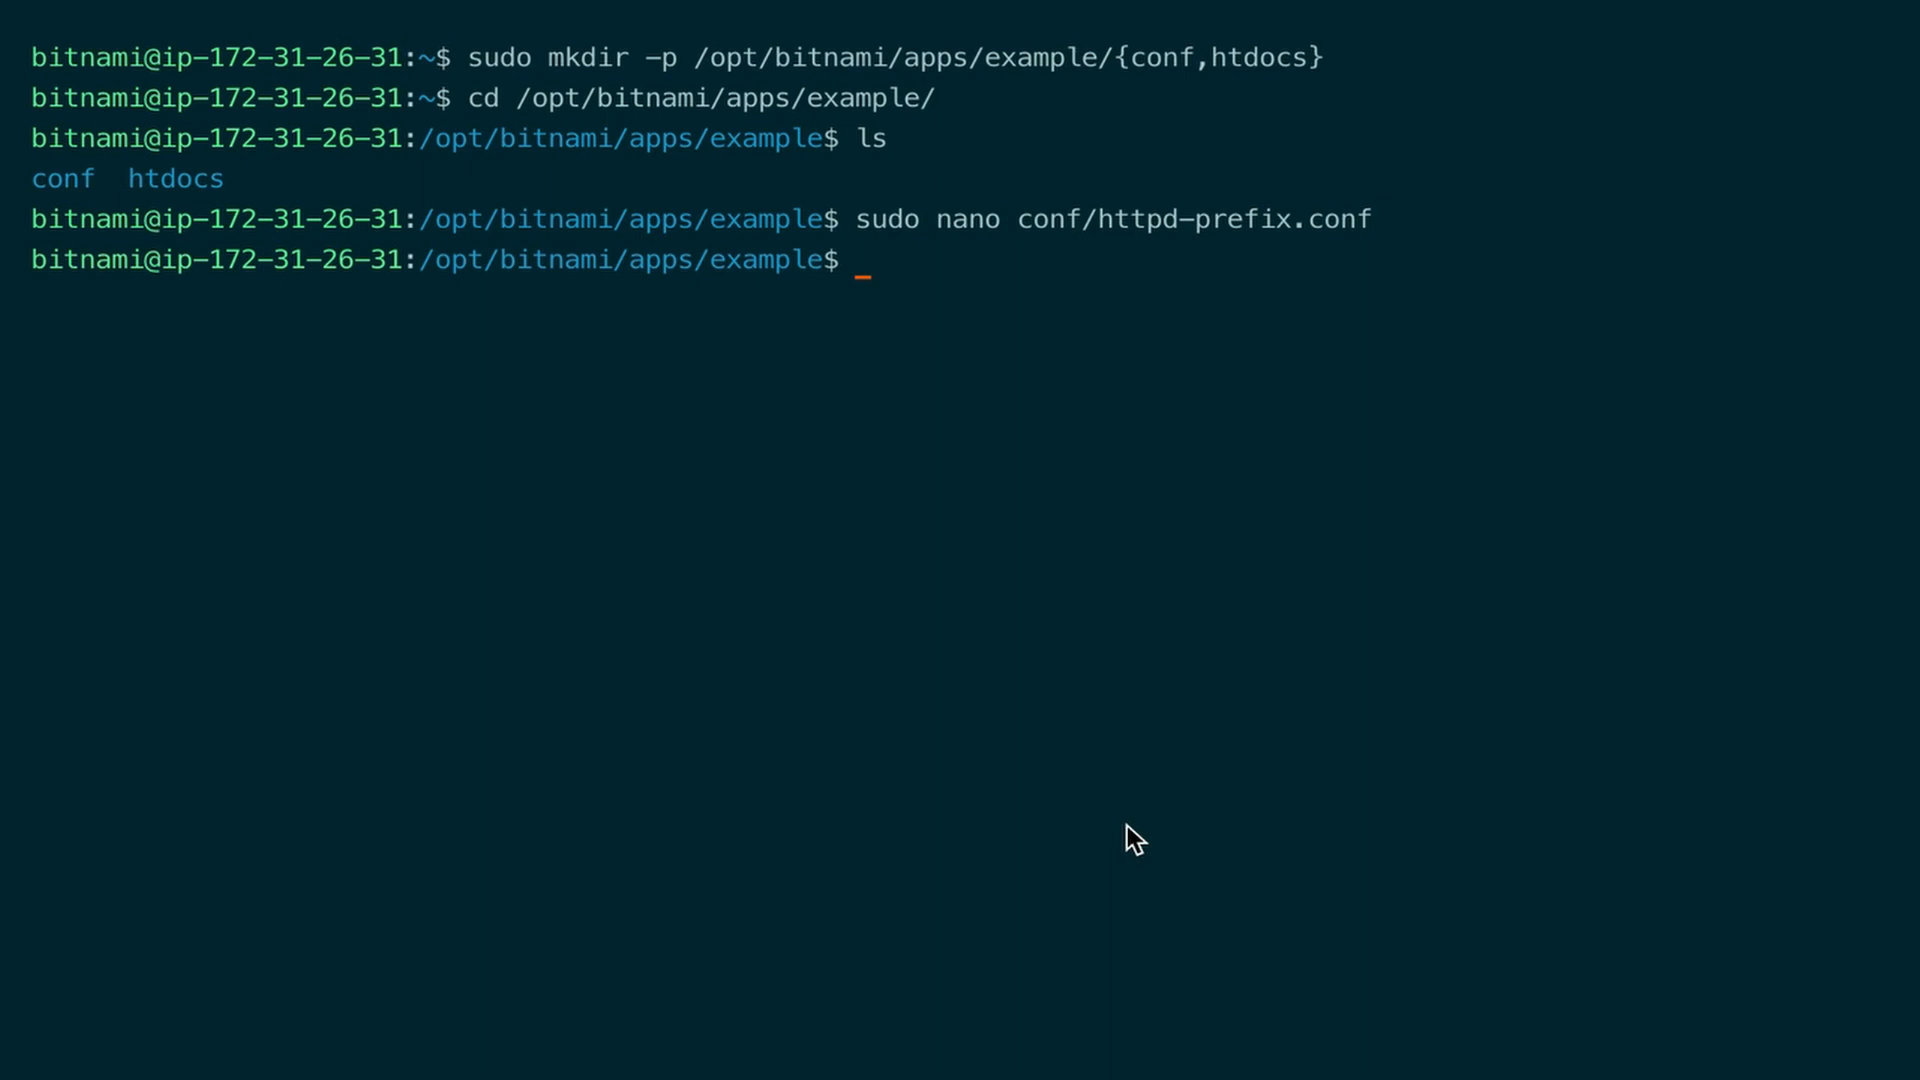 bitnami@ip-172-31-26-31:~$ sudo mkdir -p /opt/bitnami/apps/example/{conf,htdocs}
bitnami@ip-172-31-26-31:~$ cd /opt/bitnami/apps/example/
bitnami@ip-172-31-26-31:/opt/bitnami/apps/example$ ls
conf  htdocs
bitnami@ip-172-31-26-31:/opt/bitnami/apps/example$ sudo nano conf/httpd-prefix.conf
bitnami@ip-172-31-26-31:/opt/bitnami/apps/example$ _